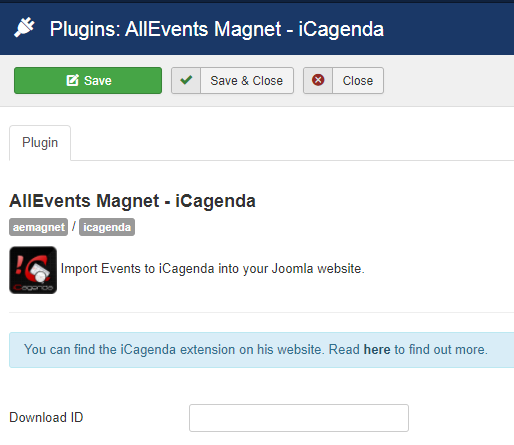 Plugins: AllEvents Magnet - iCagenda
Save
Save & Close
Close
Plugin
AllEvents Magnet - iCagenda
aemagnet / icagenda
iCagenda
Import Events to iCagenda into your Joomla website.
You can find the iCagenda extension on his website. Read here to find out more.
Download ID